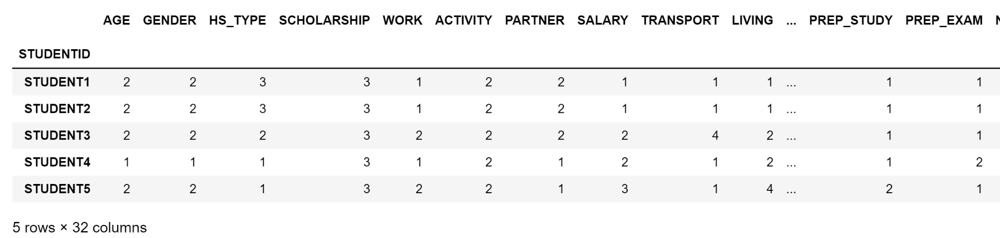 AGE GENDER HS_TYPE SCHOLARSHIP WORK ACTIVITY PARTNER SALARY TRANSPORT LIVING ... PREP_STUDY PREP_EXAM
STUDENTID
STUDENT1 2 2 3 3 1 2 2 1 1 1 ... 1 1
STUDENT2 2 2 3 3 1 2 2 1 1 1 ... 1 1
STUDENT3 2 2 2 3 2 2 2 2 4 2 ... 1 1
STUDENT4 1 1 1 3 1 2 1 2 1 2 ... 1 2
STUDENT5 2 2 1 3 2 2 1 3 1 4 ... 2 1
5 rows × 32 columns